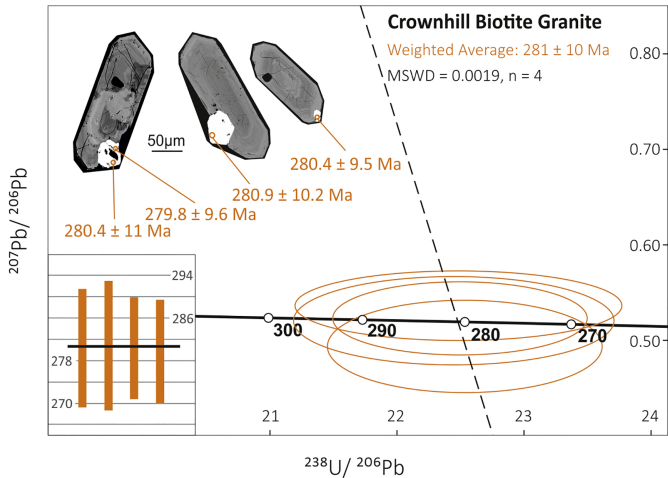 Crownhill Biotite Granite
Weighted Average: 281 ± 10 Ma
MSWD = 0.0019, n = 4
0.80
0.70
0.60
0.50
50µm
280.4 ± 9.5 Ma
280.9 ± 10.2 Ma
279.8 ± 9.6 Ma
280.4 ± 11 Ma
207Pb/ 206Pb
294
286
278
270
300
290
280
270
21
22
23
24
238U/ 206Pb